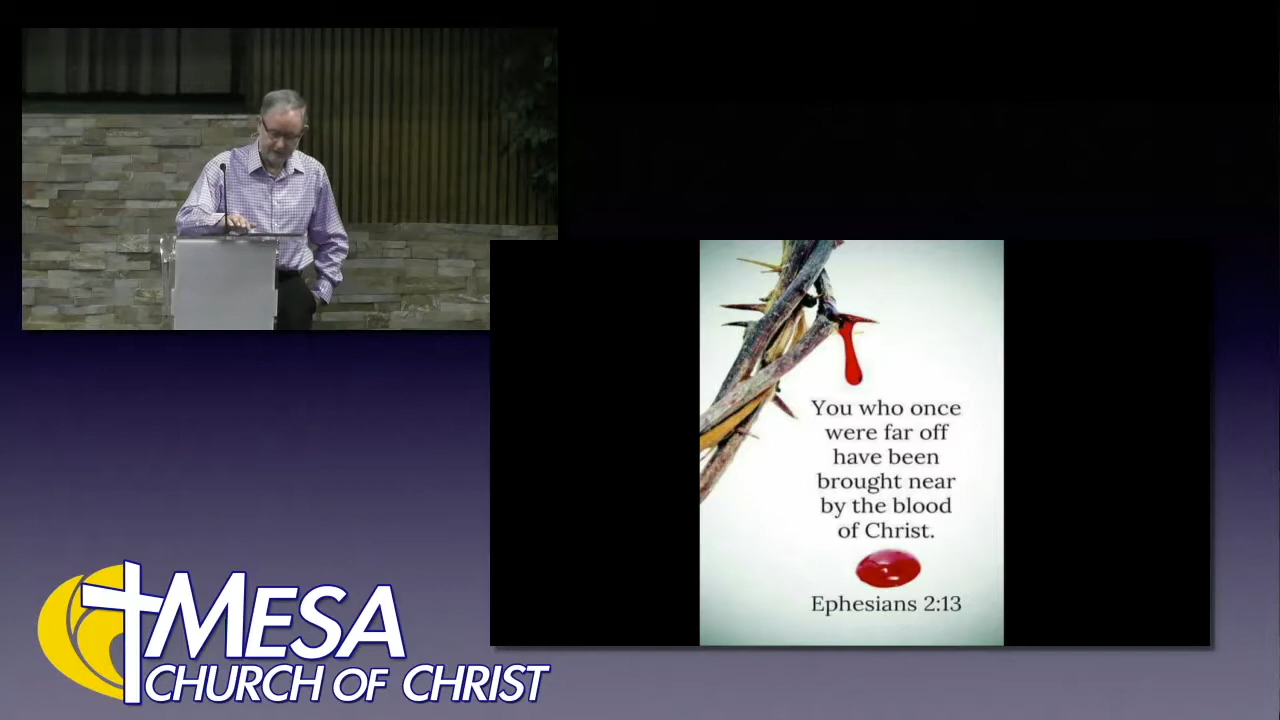 You who once
were far off
have been
brought near
by the blood
of Christ.
Ephesians 2:13
MESA
CHURCH OF CHRIST